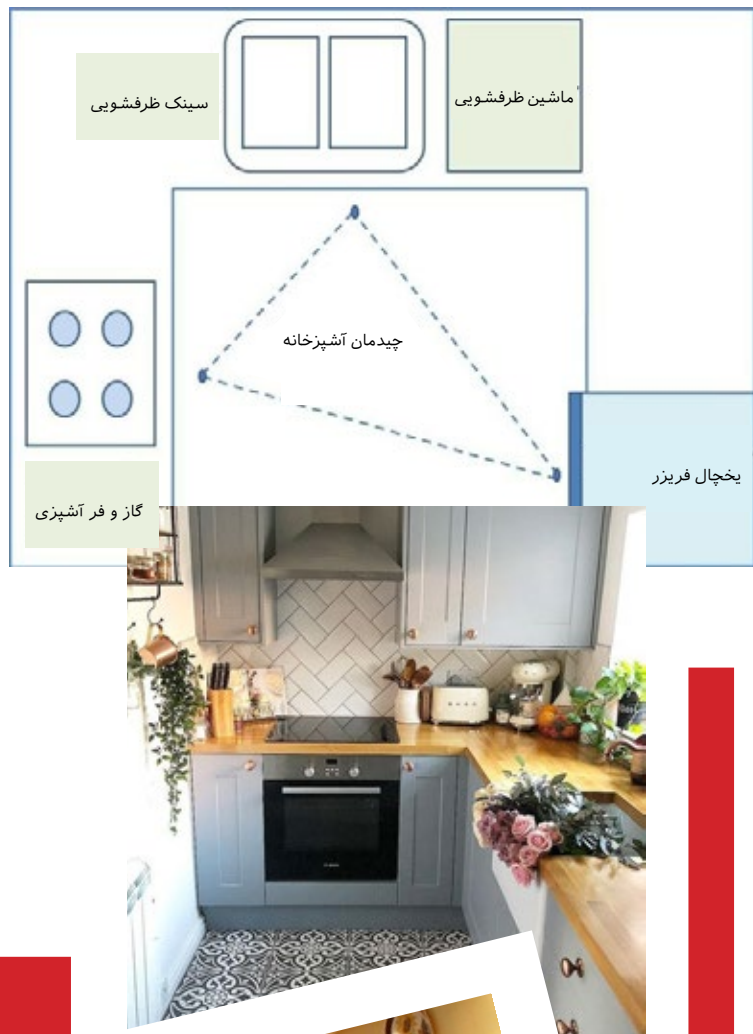 سینک ظرفشویی
ماشین ظرفشویی
چیدمان آشپزخانه
یخچال فریزر
گاز و فر آشپزی